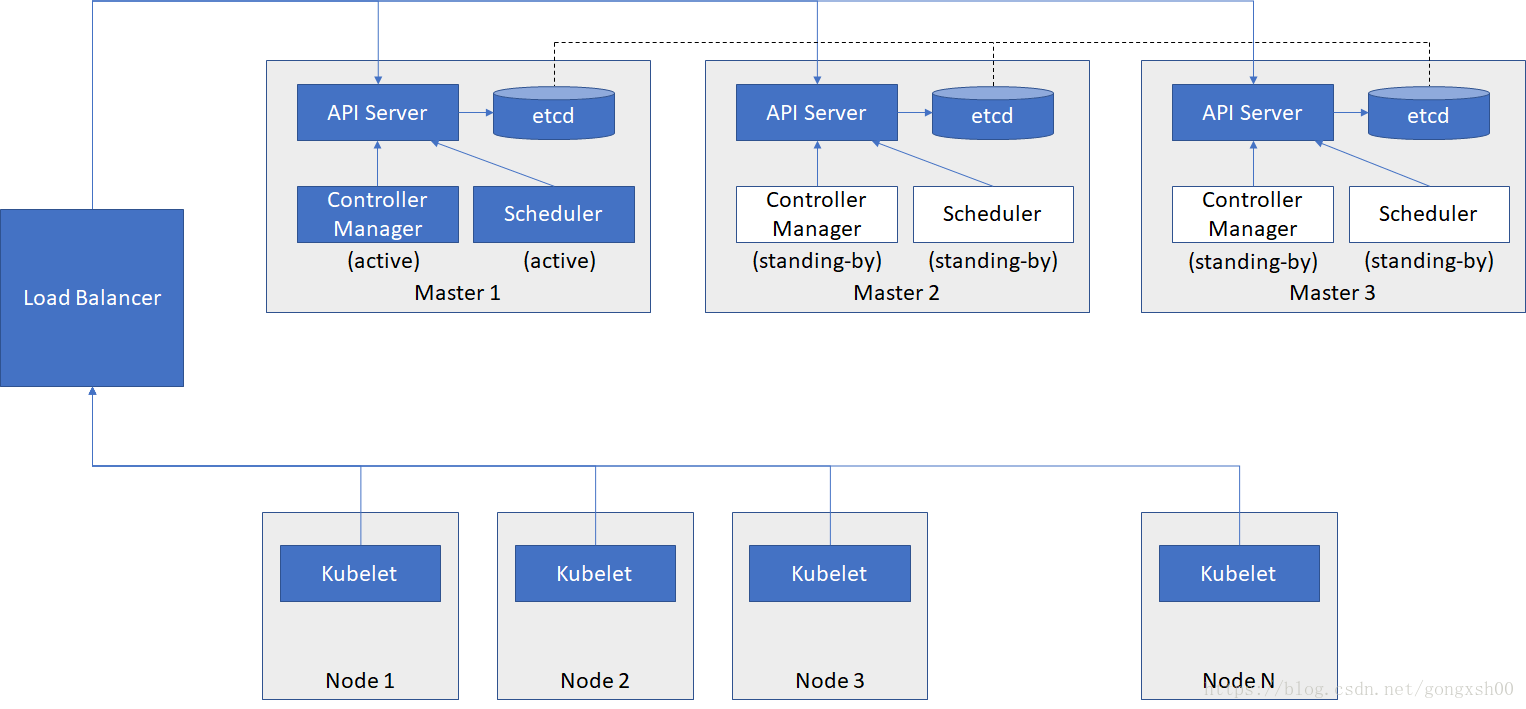 API Server
etcd
Controller
Manager
Scheduler
(active)
(active)
Master 1
API Server
etcd
Controller
Manager
Scheduler
(standing-by)
(standing-by)
Master 2
API Server
etcd
Controller
Manager
Scheduler
(standing-by)
(standing-by)
Master 3
Load Balancer
Kubelet
Node 1
Kubelet
Node 2
Kubelet
Node 3
Kubelet
Node N
https://blog.csdn.net/gongxsh00